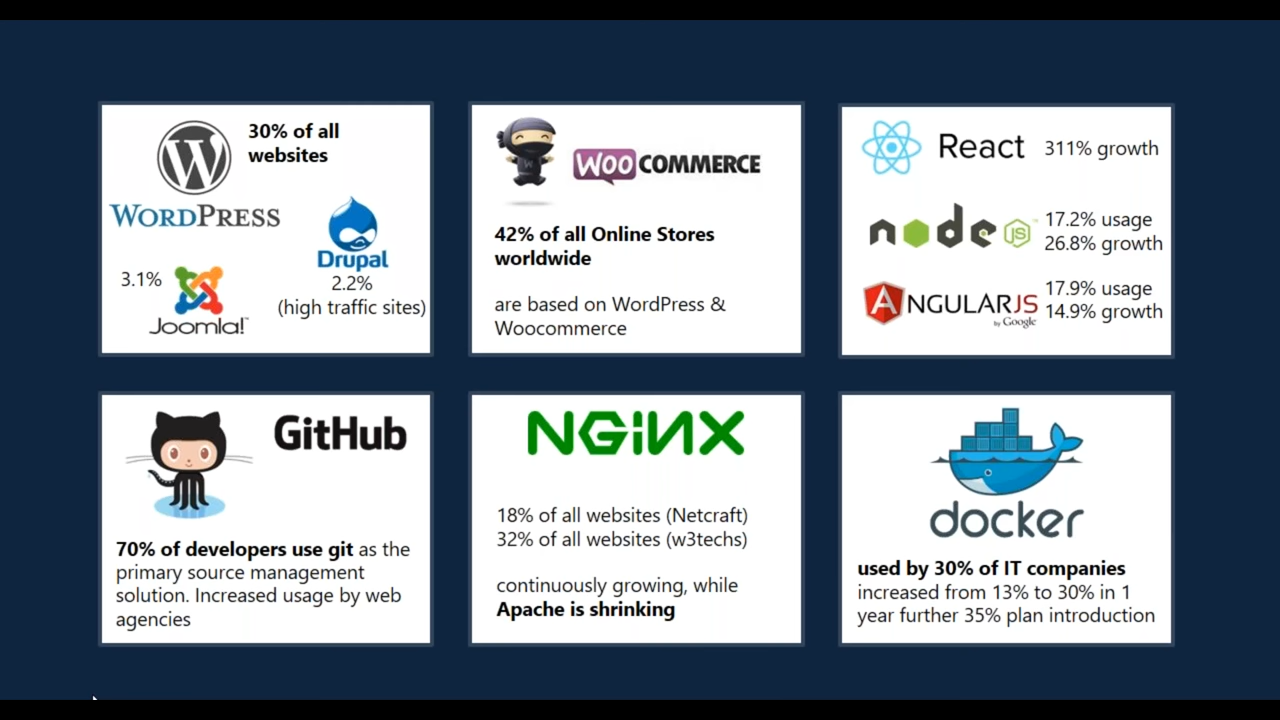 30% of all
websites
W
WORDPRESS
Drupal
3.1%
2.2%
(high traffic sites)
Joomla!™
W
WOO COMMERCE
42% of all Online Stores
worldwide
are based on WordPress &
Woocommerce
React 311% growth
node JS™
17.2% usage
26.8% growth
ANGULARJS
by Google
17.9% usage
14.9% growth
GitHub
70% of developers use git as the
primary source management
solution. Increased usage by web
agencies
NGiNX
18% of all websites (Netcraft)
32% of all websites (w3techs)
continuously growing, while
Apache is shrinking
docker
used by 30% of IT companies
increased from 13% to 30% in 1
year further 35% plan introduction